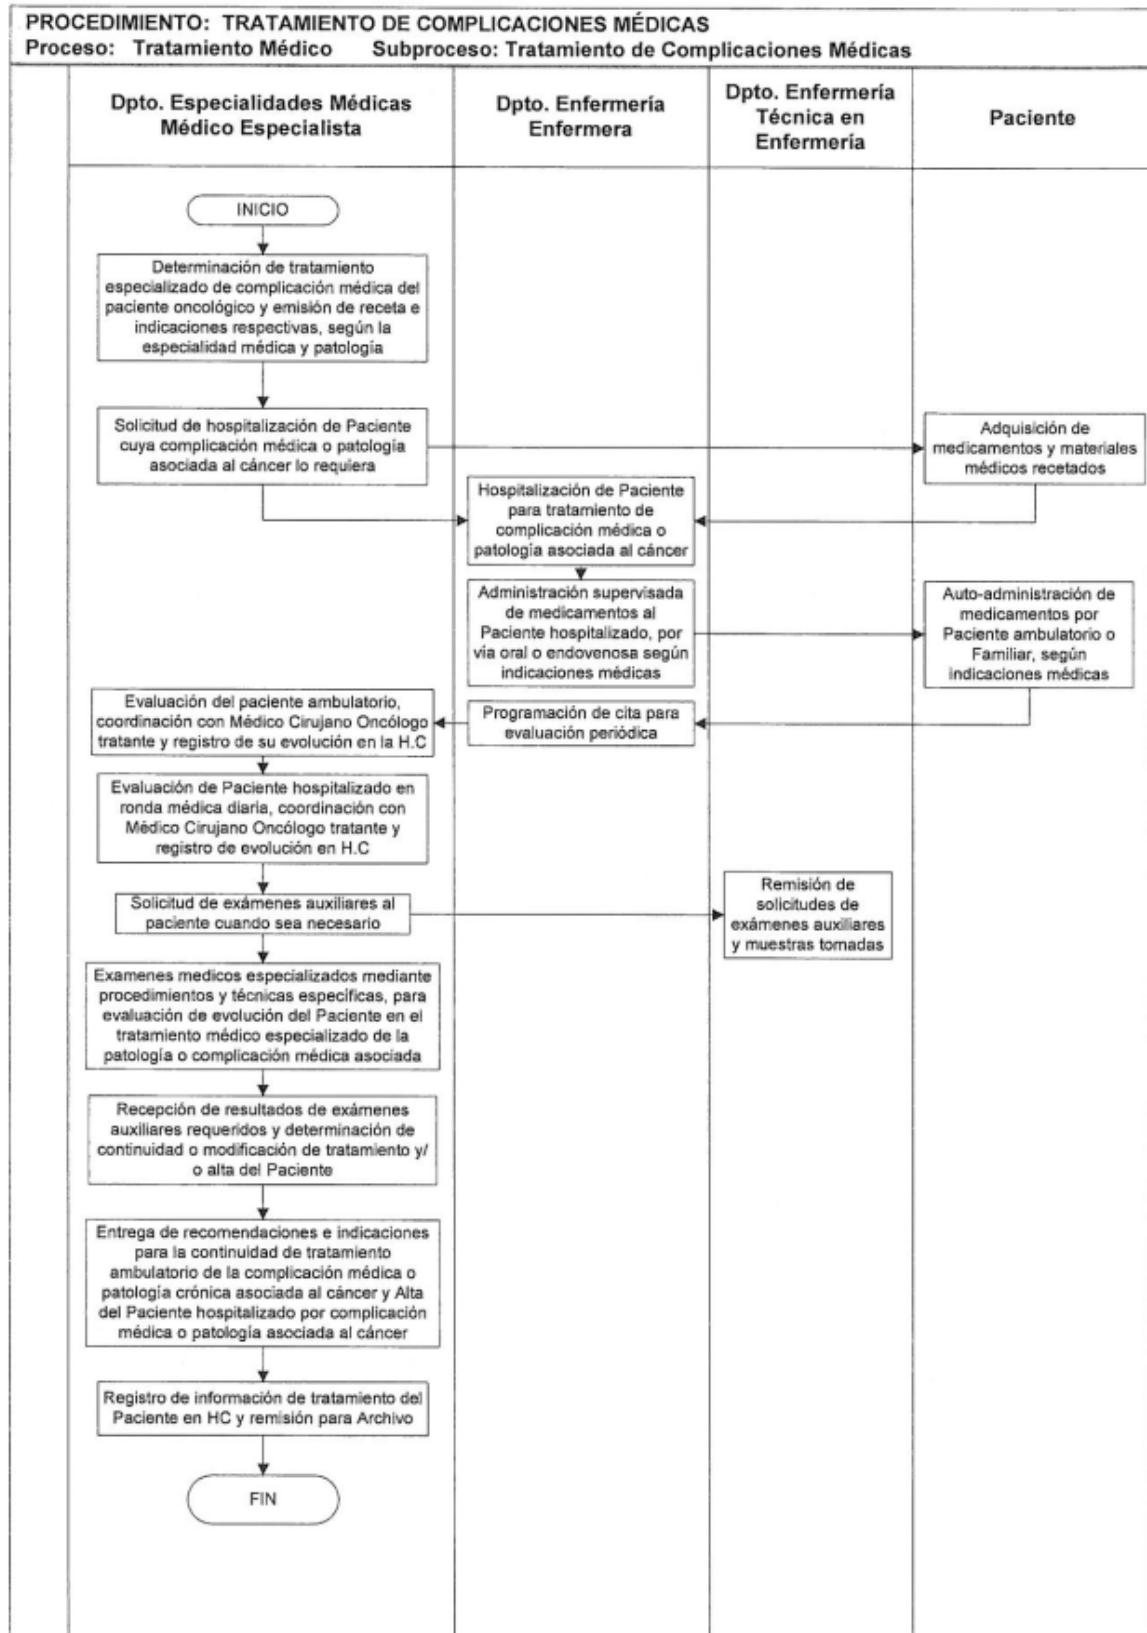 PROCEDIMIENTO: TRATAMIENTO DE COMPLICACIONES MÉDICAS
Proceso: Tratamiento Médico Subproceso: Tratamiento de Complicaciones Médicas
Dpto. Especialidades Médicas
Médico Especialista
Dpto. Enfermería
Enfermera
Dpto. Enfermería
Técnica en
Enfermería
Paciente
INICIO
Determinación de tratamiento
especializado de complicación médica del
paciente oncológico y emisión de receta e
indicaciones respectivas, según la
especialidad médica y patología
Solicitud de hospitalización de Paciente
cuya complicación médica o patología
asociada al cáncer lo requiera
Adquisición de
medicamentos y materiales
médicos recetados
Hospitalización de Paciente
para tratamiento de
complicación médica o
patología asociada al cáncer
Administración supervisada
de medicamentos al
Paciente hospitalizado, por
vía oral o endovenosa según
indicaciones médicas
Auto-administración de
medicamentos por
Paciente ambulatorio o
Familiar, según
indicaciones médicas
Programación de cita para
evaluación periódica
Evaluación del paciente ambulatorio,
coordinación con Médico Cirujano Oncólogo
tratante y registro de su evolución en la H.C
Evaluación de Paciente hospitalizado en
ronda médica diaria, coordinación con
Médico Cirujano Oncólogo tratante y
registro de evolución en H.C
Solicitud de exámenes auxiliares al
paciente cuando sea necesario
Remisión de
solicitudes de
exámenes auxiliares
y muestras tomadas
Examenes medicos especializados mediante
procedimientos y técnicas específicas, para
evaluación de evolución del Paciente en el
tratamiento médico especializado de la
patología o complicación médica asociada
Recepción de resultados de exámenes
auxiliares requeridos y determinación de
continuidad o modificación de tratamiento y/
o alta del Paciente
Entrega de recomendaciones e indicaciones
para la continuidad de tratamiento
ambulatorio de la complicación médica o
patología crónica asociada al cáncer y Alta
del Paciente hospitalizado por complicación
médica o patología asociada al cáncer
Registro de información de tratamiento del
Paciente en HC y remisión para Archivo
FIN